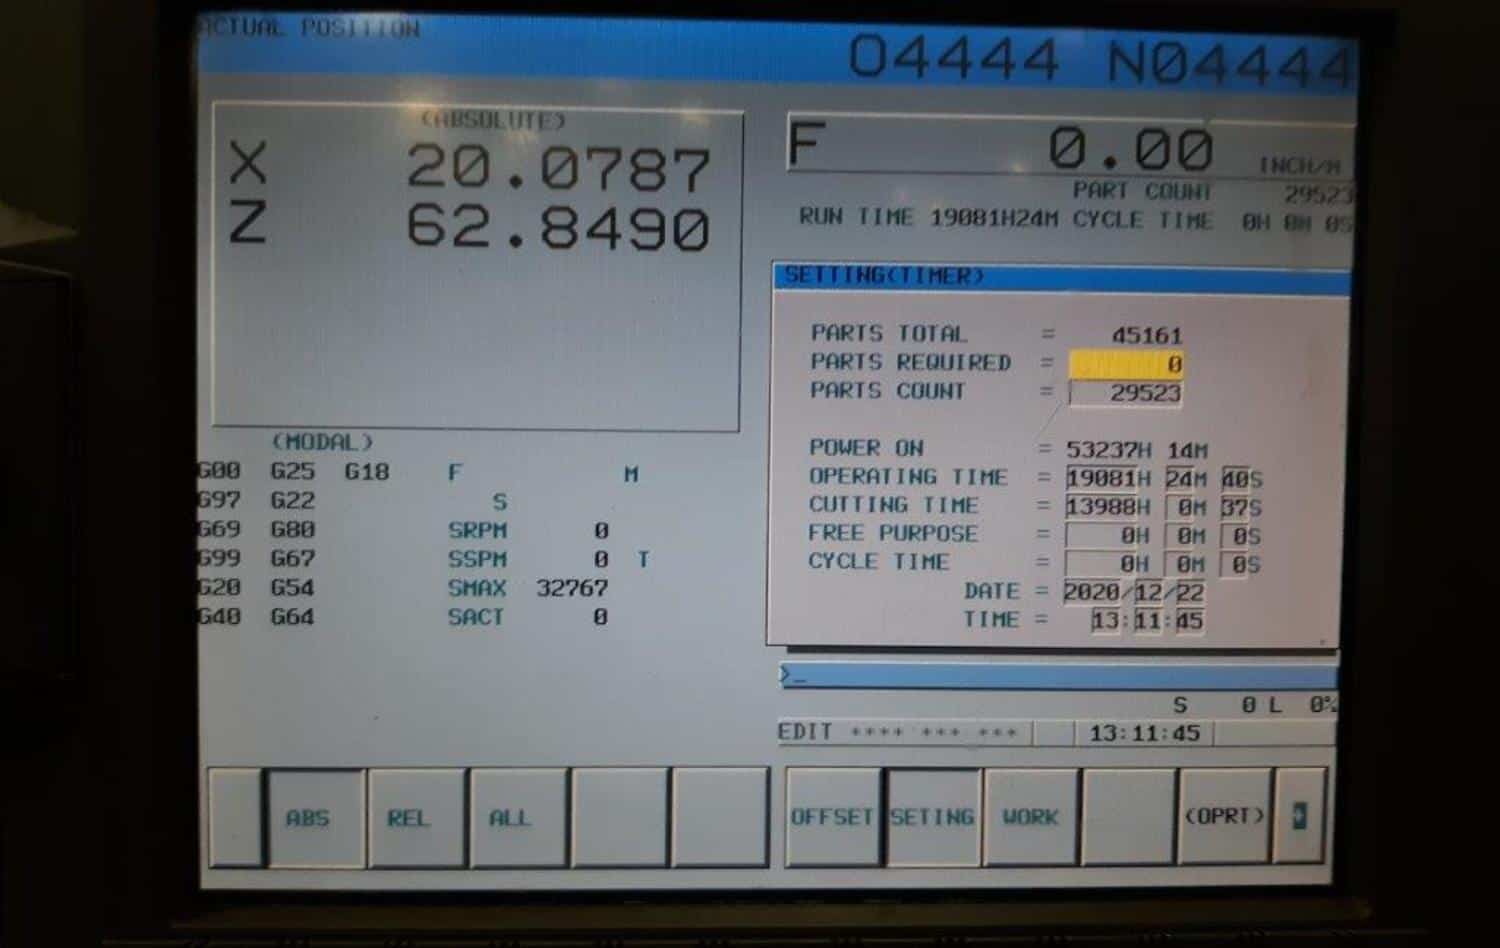 ACTUAL POSITION
O4444 N04444
(ABSOLUTE)
X 20.0787
Z 62.8490
F 0.00 INCH/M
PART COUNT 29523
RUN TIME 19081H24M CYCLE TIME 0H 0M 0S
SETTING(TIMER)
PARTS TOTAL = 45161
PARTS REQUIRED = 0
PARTS COUNT = 29523
POWER ON = 53237H 14M
OPERATING TIME = 19081H 24M 40S
CUTTING TIME = 13988H 0M 37S
FREE PURPOSE = 0H 0M 0S
CYCLE TIME = 0H 0M 0S
DATE = 2020/12/22
TIME = 13:11:45
(MODAL)
G00 G25 G18 F M
G97 G22 S
G69 G80 SRPM 0
G99 G67 SSPM 0 T
G20 G54 SMAX 32767
G40 G64 SACT 0
>_
S 0 L 0%
EDIT **** *** *** 13:11:45
ABS REL ALL
OFFSET SETING WORK (OPRT) +